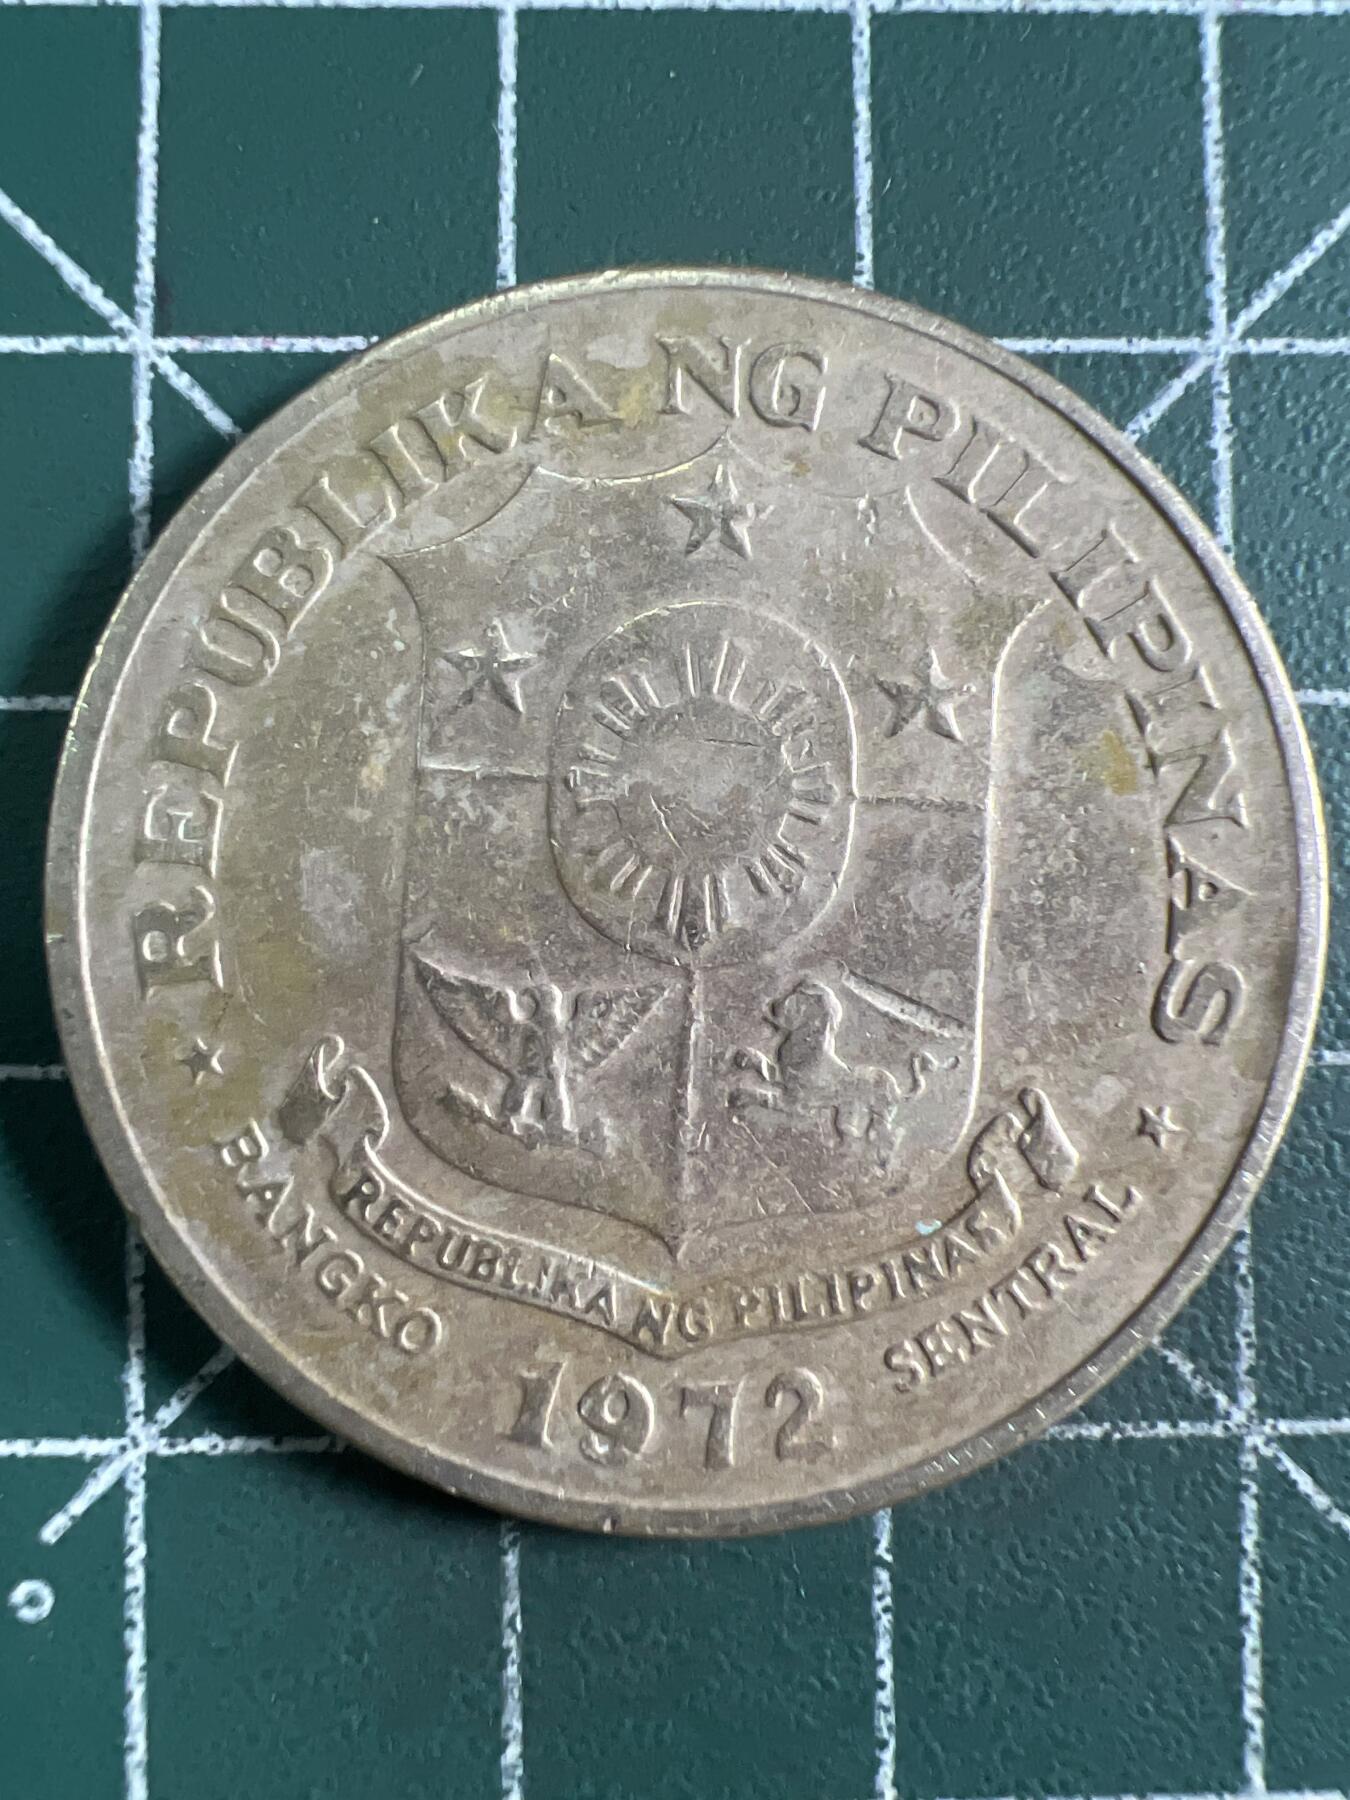 REPUBLIKA NG PILIPINAS
REPUBLIKA NG PILIPINAS
BANGKO SENTRAL
1972